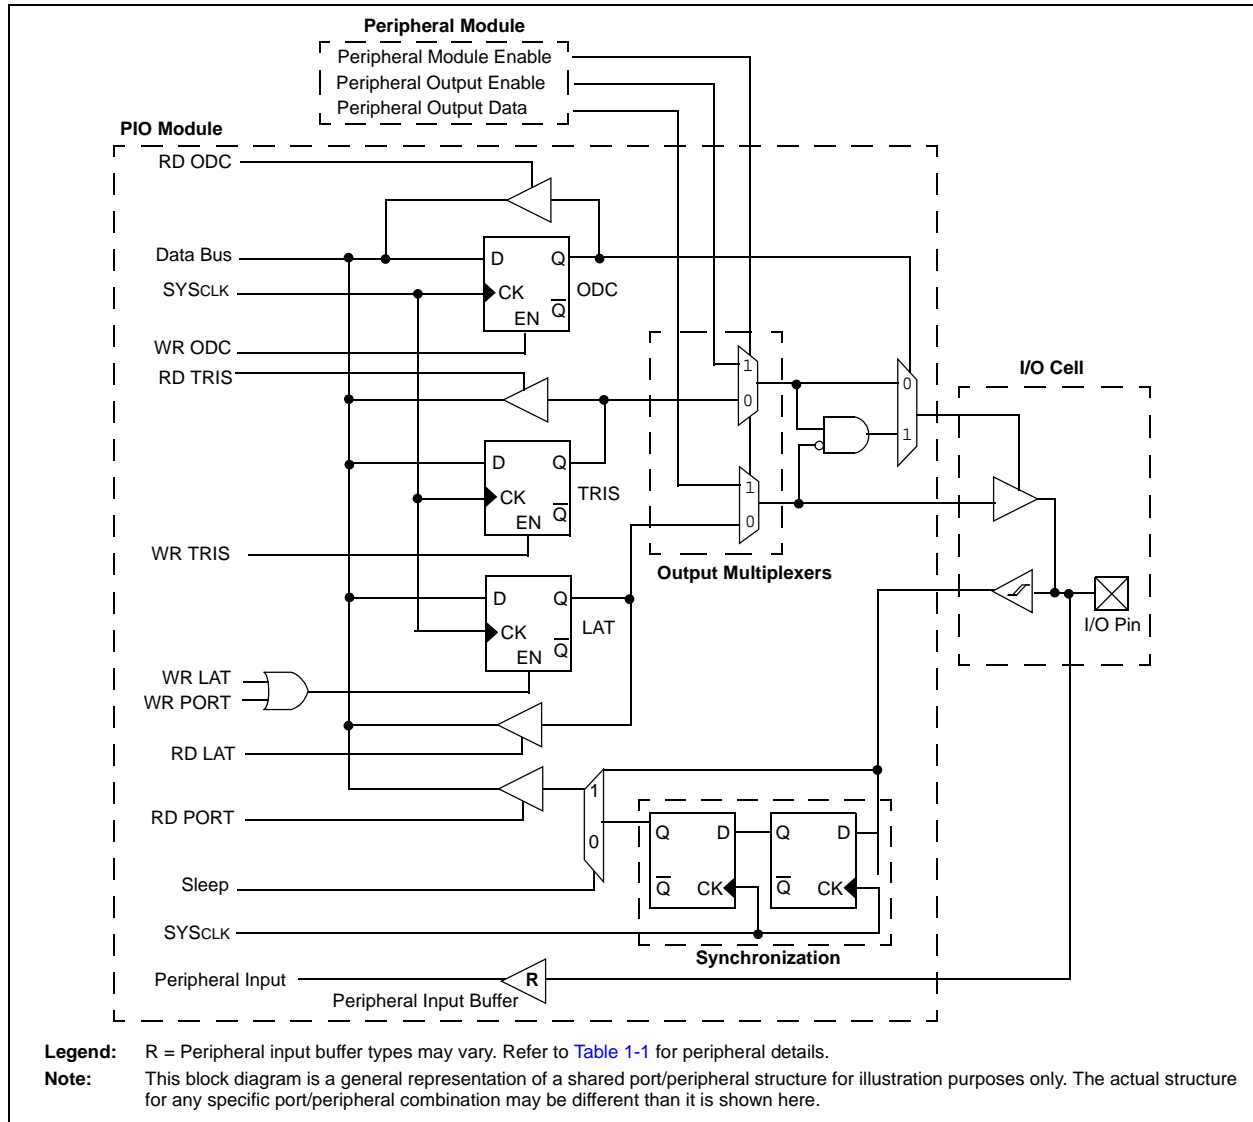 Peripheral Module
Peripheral Module Enable
Peripheral Output Enable
Peripheral Output Data
PIO Module
RD ODC
Data Bus
D
Q
SYSCLK
CK
ODC
Q
EN
WR ODC
RD TRIS
1
0
I/O Cell
0
1
D
Q
CK
TRIS
EN
Q
1
0
WR TRIS
Output Multiplexers
D
Q
CK
LAT
Q
EN
I/O Pin
WR LAT
WR PORT
RD LAT
1
RD PORT
0
Q
D
Q
D
Sleep
Q
CK
Q
CK
SYSCLK
Synchronization
Peripheral Input
R
Peripheral Input Buffer
Legend: R = Peripheral input buffer types may vary. Refer to Table 1-1 for peripheral details.
Note: This block diagram is a general representation of a shared port/peripheral structure for illustration purposes only. The actual structure
for any specific port/peripheral combination may be different than it is shown here.